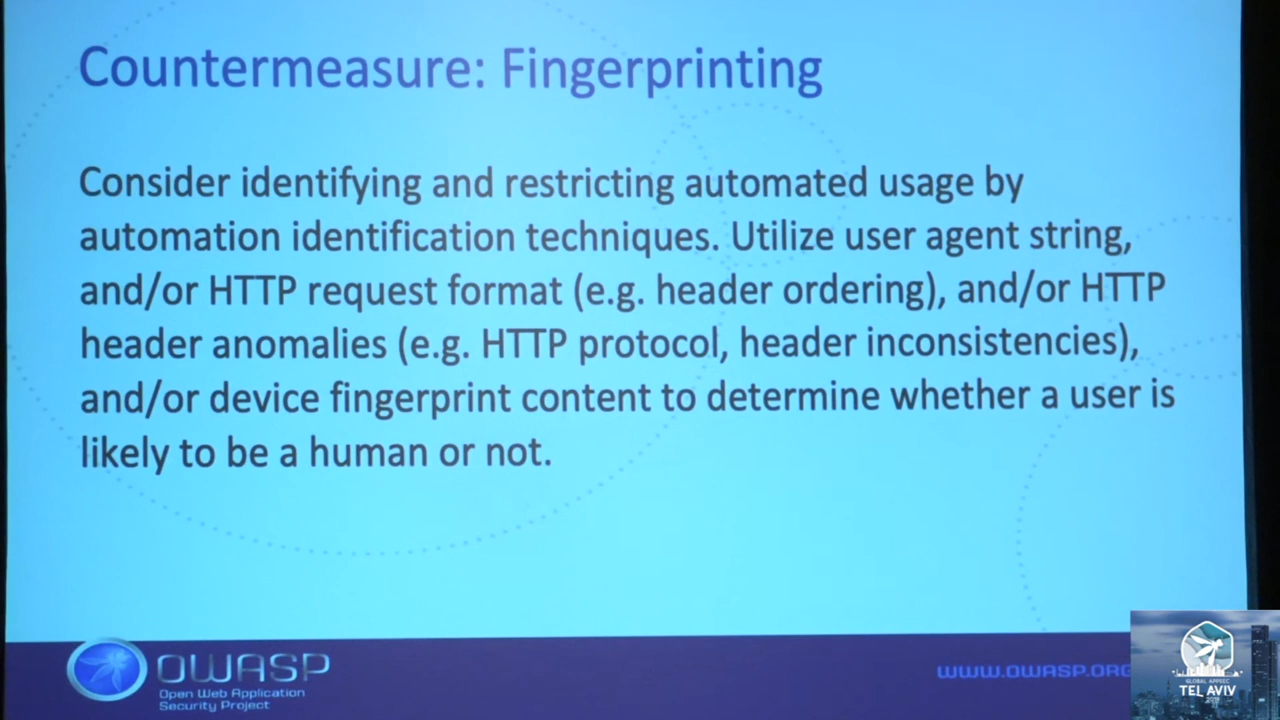 Countermeasure: Fingerprinting
Consider identifying and restricting automated usage by
automation identification techniques. Utilize user agent string,
and/or HTTP request format (e.g. header ordering), and/or HTTP
header anomalies (e.g. HTTP protocol, header inconsistencies),
and/or device fingerprint content to determine whether a user is
likely to be a human or not.
OWASP
Open Web Application
Security Project
WWW.OWASP.ORG
GLOBAL APPSEC
TEL AVIV
2019